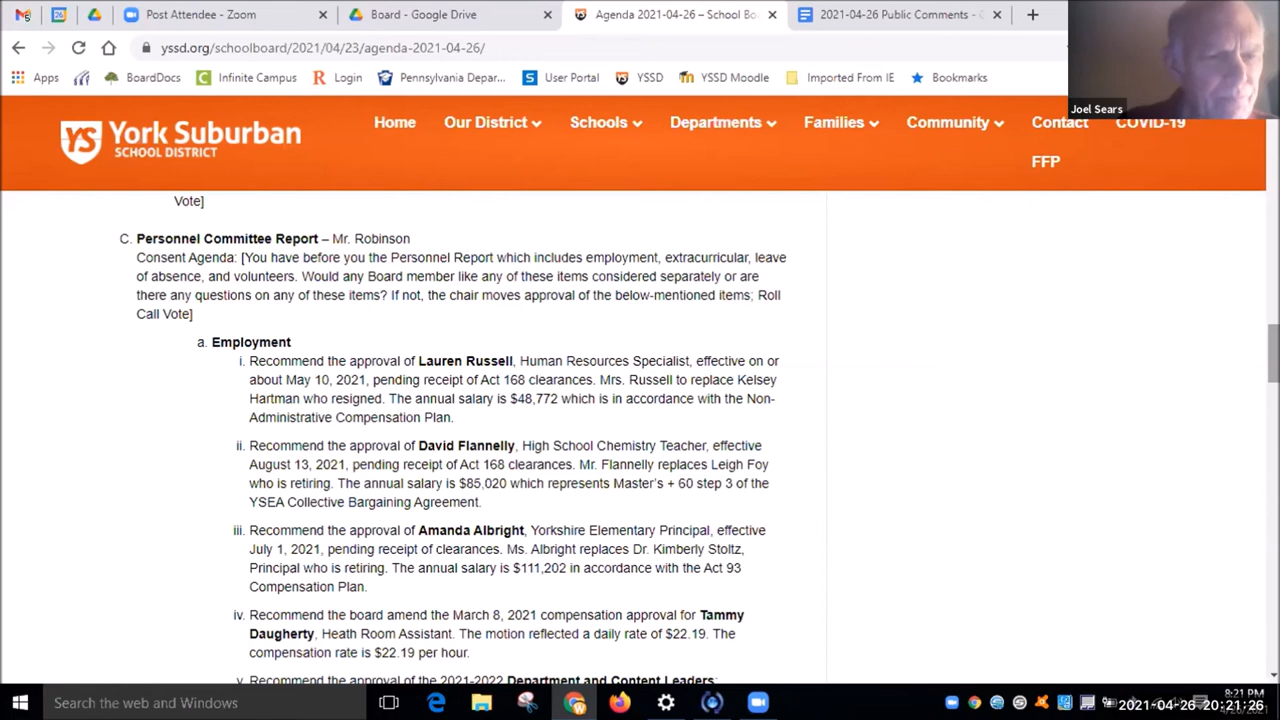 Post Attendee - Zoom
Board - Google Drive
Agenda 2021-04-26 – School Bo
2021-04-26 Public Comments -
yssd.org/schoolboard/2021/04/23/agenda-2021-04-26/
Apps
BoardDocs
Infinite Campus
Login
Pennsylvania Depar...
User Portal
YSSD
YSSD Moodle
Imported From IE
Bookmarks
Joel Sears
YS
York Suburban
SCHOOL DISTRICT
Home
Our District
Schools
Departments
Families
Community
Contact
COVID-19
FFP
Vote]
C. Personnel Committee Report – Mr. Robinson
Consent Agenda: [You have before you the Personnel Report which includes employment, extracurricular, leave
of absence, and volunteers. Would any Board member like any of these items considered separately or are
there any questions on any of these items? If not, the chair moves approval of the below-mentioned items; Roll
Call Vote]
a. Employment
i. Recommend the approval of Lauren Russell, Human Resources Specialist, effective on or
about May 10, 2021, pending receipt of Act 168 clearances. Mrs. Russell to replace Kelsey
Hartman who resigned. The annual salary is $48,772 which is in accordance with the Non-
Administrative Compensation Plan.
ii. Recommend the approval of David Flannelly, High School Chemistry Teacher, effective
August 13, 2021, pending receipt of Act 168 clearances. Mr. Flannelly replaces Leigh Foy
who is retiring. The annual salary is $85,020 which represents Master's + 60 step 3 of the
YSEA Collective Bargaining Agreement.
iii. Recommend the approval of Amanda Albright, Yorkshire Elementary Principal, effective
July 1, 2021, pending receipt of clearances. Ms. Albright replaces Dr. Kimberly Stoltz,
Principal who is retiring. The annual salary is $111,202 in accordance with the Act 93
Compensation Plan.
iv. Recommend the board amend the March 8, 2021 compensation approval for Tammy
Daugherty, Heath Room Assistant. The motion reflected a daily rate of $22.19. The
compensation rate is $22.19 per hour.
v. Recommend the approval of the 2021-2022 Department and Content Leaders:
Search the web and Windows
8:21 PM
2021-04-26 20:21:26